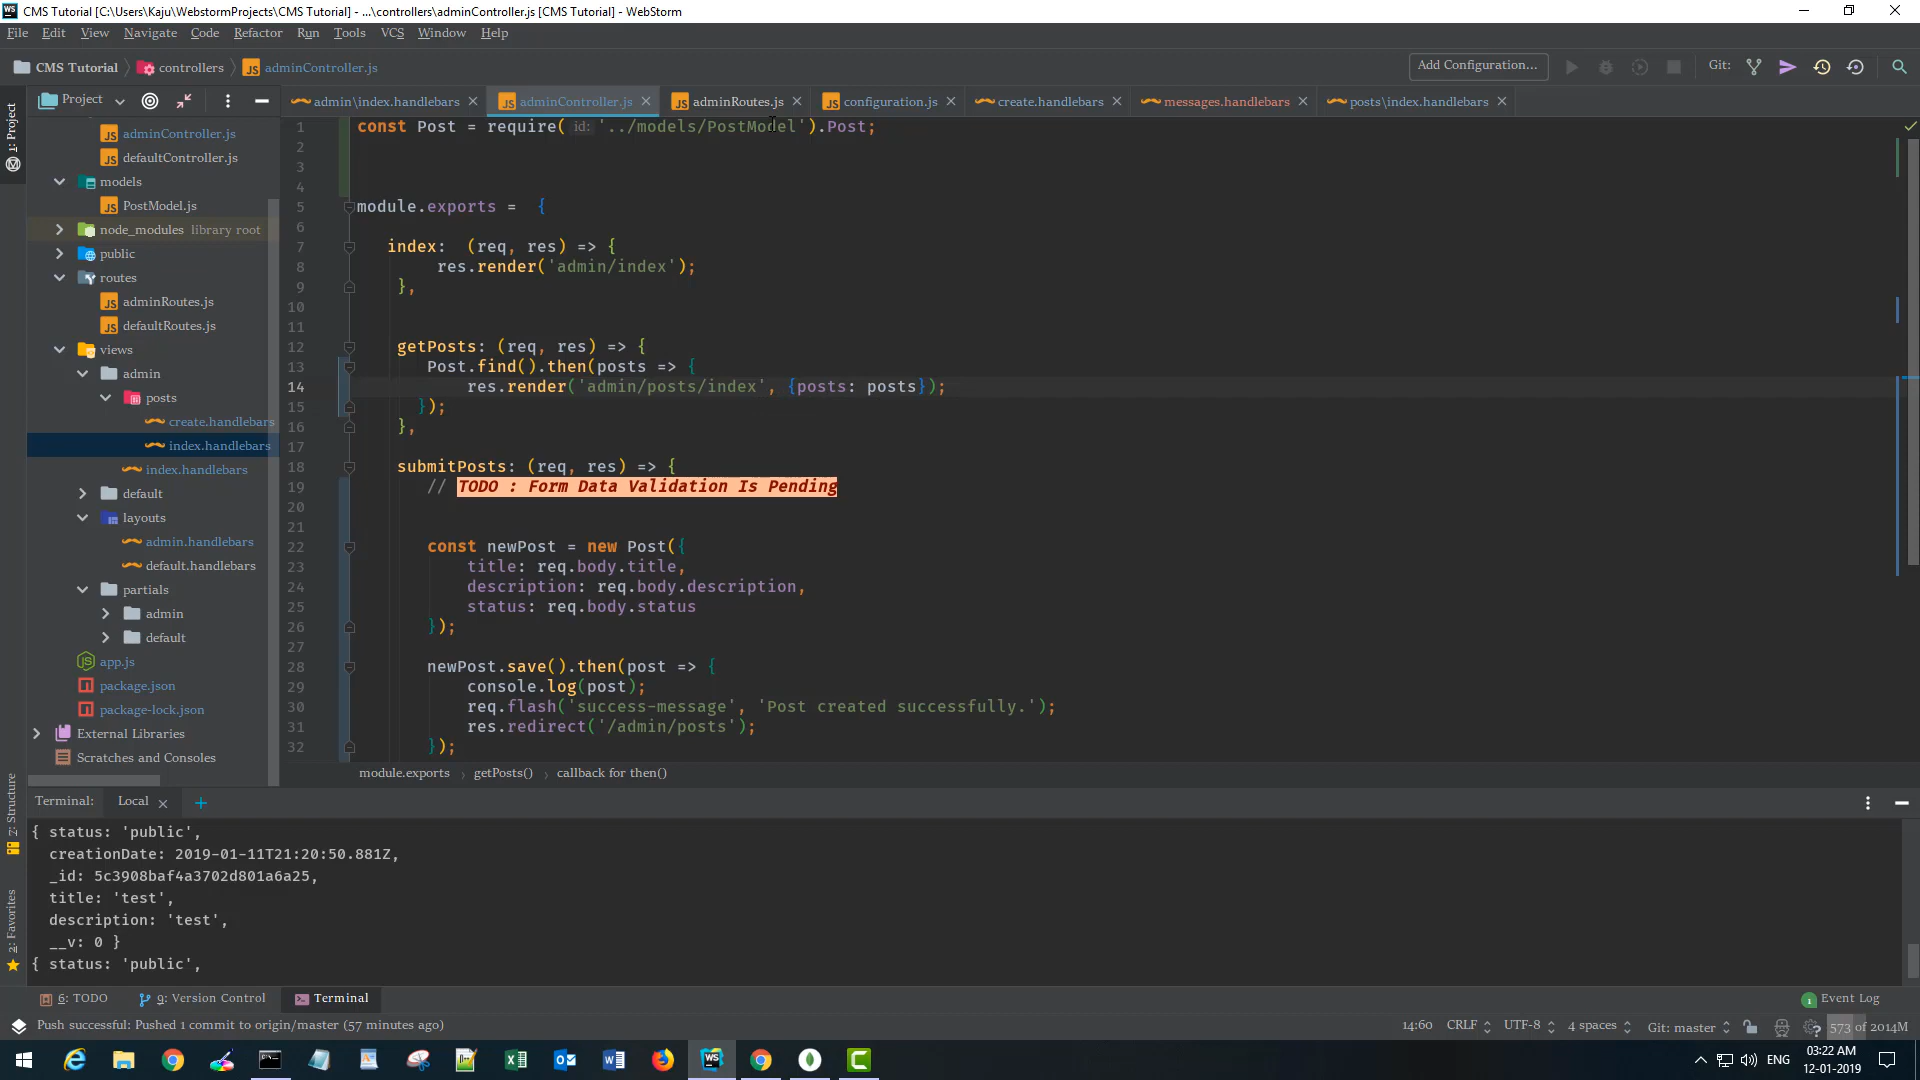 CMS Tutorial [C:\Users\Kaju\WebstormProjects\CMS Tutorial] - ...\controllers\adminController.js [CMS Tutorial] - WebStorm
File Edit View Navigate Code Refactor Run Tools VCS Window Help
CMS Tutorial controllers adminController.js Add Configuration... Git:
Project admin\index.handlebars adminController.js adminRoutes.js configuration.js create.handlebars messages.handlebars posts\index.handlebars
1: Project
adminController.js
defaultController.js
models
PostModel.js
node_modules library root
public
routes
adminRoutes.js
defaultRoutes.js
views
admin
posts
create.handlebars
index.handlebars
index.handlebars
default
layouts
admin.handlebars
default.handlebars
partials
admin
default
app.js
package.json
package-lock.json
External Libraries
Scratches and Consoles
1 const Post = require( id: '../models/PostModel').Post;
2
3
4
5 module.exports = {
6
7 index: (req, res) => {
8 res.render('admin/index');
9 },
10
11
12 getPosts: (req, res) => {
13 Post.find().then(posts => {
14 res.render('admin/posts/index', {posts: posts});
15 });
16 },
17
18 submitPosts: (req, res) => {
19 // TODO : Form Data Validation Is Pending
20
21
22 const newPost = new Post({
23 title: req.body.title,
24 description: req.body.description,
25 status: req.body.status
26 });
27
28 newPost.save().then(post => {
29 console.log(post);
30 req.flash('success-message', 'Post created successfully.');
31 res.redirect('/admin/posts');
32 });
module.exports getPosts() callback for then()
Z: Structure
2: Favorites
Terminal: Local
{ status: 'public',
creationDate: 2019-01-11T21:20:50.881Z,
_id: 5c3908baf4a3702d801a6a25,
title: 'test',
description: 'test',
__v: 0 }
{ status: 'public',
6: TODO 9: Version Control Terminal 1 Event Log
Push successful: Pushed 1 commit to origin/master (57 minutes ago) 14:60 CRLF UTF-8 4 spaces Git: master 573 of 2014M
ENG 03:22 AM
12-01-2019